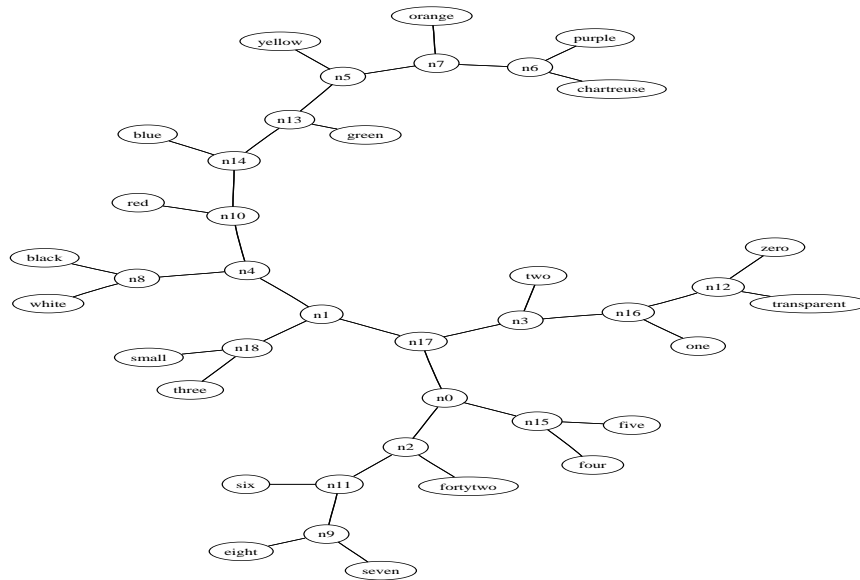 orange
purple
yellow
n7
n6
n5
chartreuse
n13
green
blue
n14
red
n10
zero
black
n4
two
n8
n12
white
transparent
n16
n1
n3
n17
one
n18
small
three
n0
five
n15
n2
four
six
n11
fortytwo
n9
eight
seven